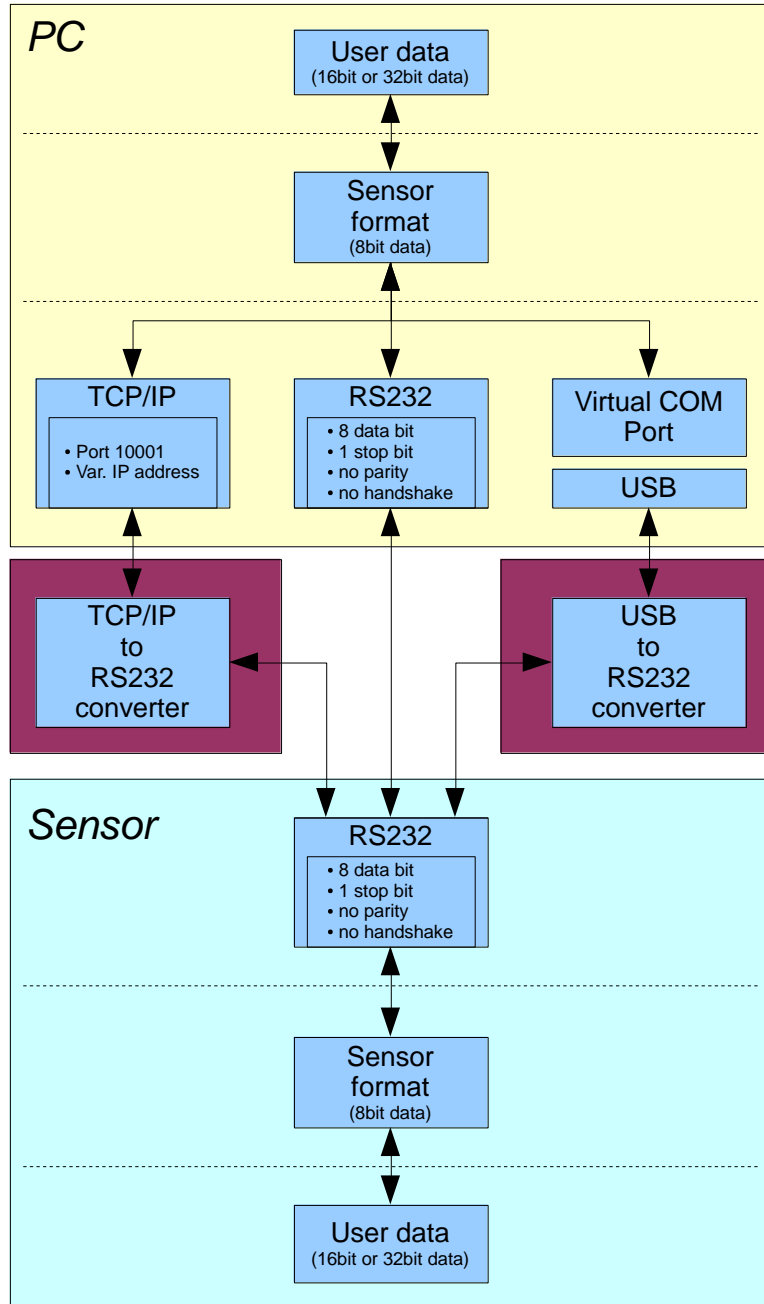 PC
User data
(16bit or 32bit data)
Sensor
format
(8bit data)
TCP/IP
• Port 10001
• Var. IP address
RS232
• 8 data bit
• 1 stop bit
• no parity
• no handshake
Virtual COM
Port
USB
TCP/IP
to
RS232
converter
USB
to
RS232
converter
Sensor
RS232
• 8 data bit
• 1 stop bit
• no parity
• no handshake
Sensor
format
(8bit data)
User data
(16bit or 32bit data)